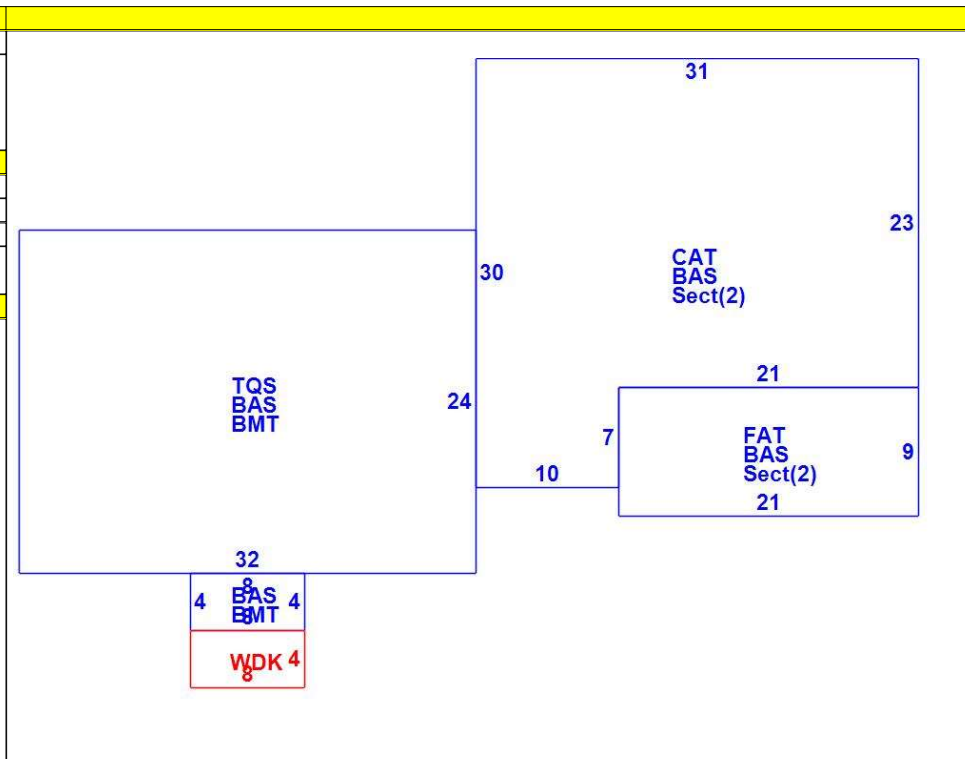 31
23
30
CAT
BAS
Sect(2)
21
TQS
BAS
BMT
24
7
FAT
BAS
Sect(2)
9
10
21
32
8
4
BAS
4
BMT
8
WDK
4
8